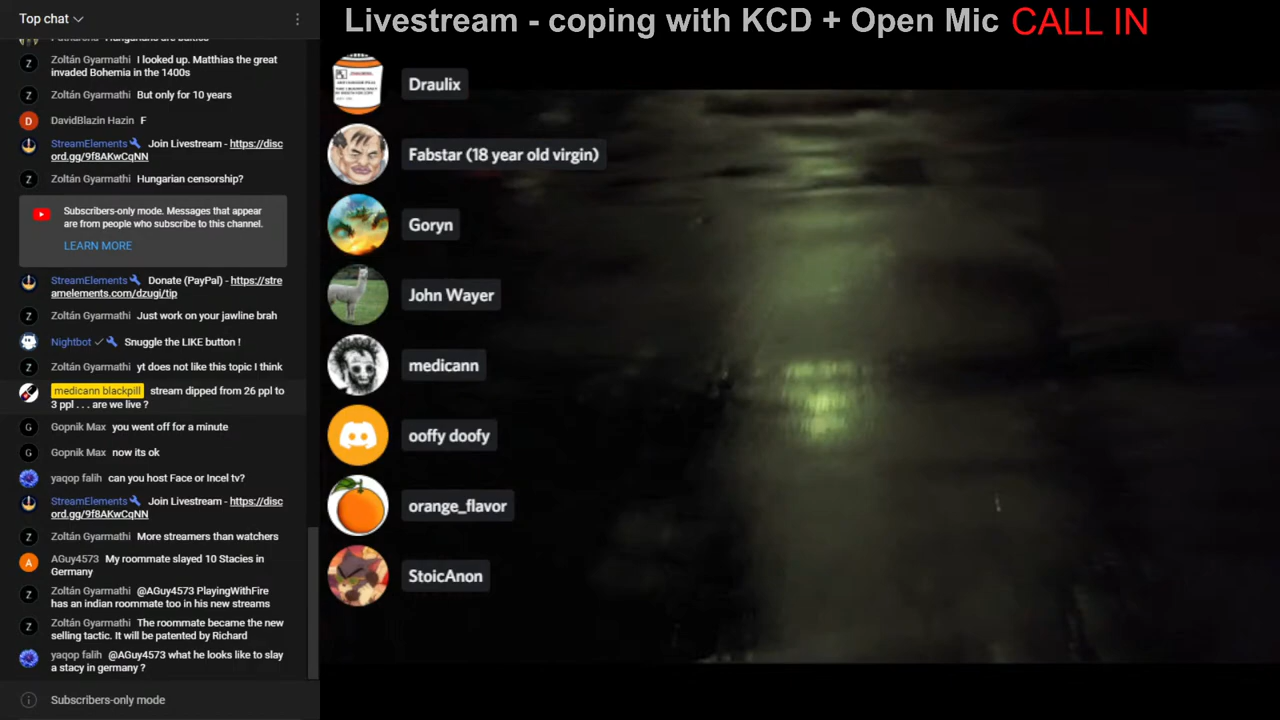 Top chat
Livestream - coping with KCD + Open Mic CALL IN
Zoltán Gyarmathi I looked up. Matthias the great
invaded Bohemia in the 1400s
Zoltán Gyarmathi But only for 10 years
DavidBlazin Hazin F
StreamElements Join Livestream - https://disc
ord.gg/9f8AKwCqNN
Zoltán Gyarmathi Hungarian censorship?
Subscribers-only mode. Messages that appear
are from people who subscribe to this channel.
LEARN MORE
StreamElements Donate (PayPal) - https://stre
amelements.com/dzugi/tip
Zoltán Gyarmathi Just work on your jawline brah
Nightbot Snuggle the LIKE button !
Zoltán Gyarmathi yt does not like this topic I think
medicann blackpill stream dipped from 26 ppl to
3 ppl . . . are we live ?
Gopnik Max you went off for a minute
Gopnik Max now its ok
yaqop falih can you host Face or Incel tv?
StreamElements Join Livestream - https://disc
ord.gg/9f8AKwCqNN
Zoltán Gyarmathi More streamers than watchers
AGuy4573 My roommate slayed 10 Stacies in
Germany
Zoltán Gyarmathi @AGuy4573 PlayingWithFire
has an indian roommate too in his new streams
Zoltán Gyarmathi The roommate became the new
selling tactic. It will be patented by Richard
yaqop falih @AGuy4573 what he looks like to slay
a stacy in germany ?
Subscribers-only mode
Draulix
Fabstar (18 year old virgin)
Goryn
John Wayer
medicann
ooffy doofy
orange_flavor
StoicAnon